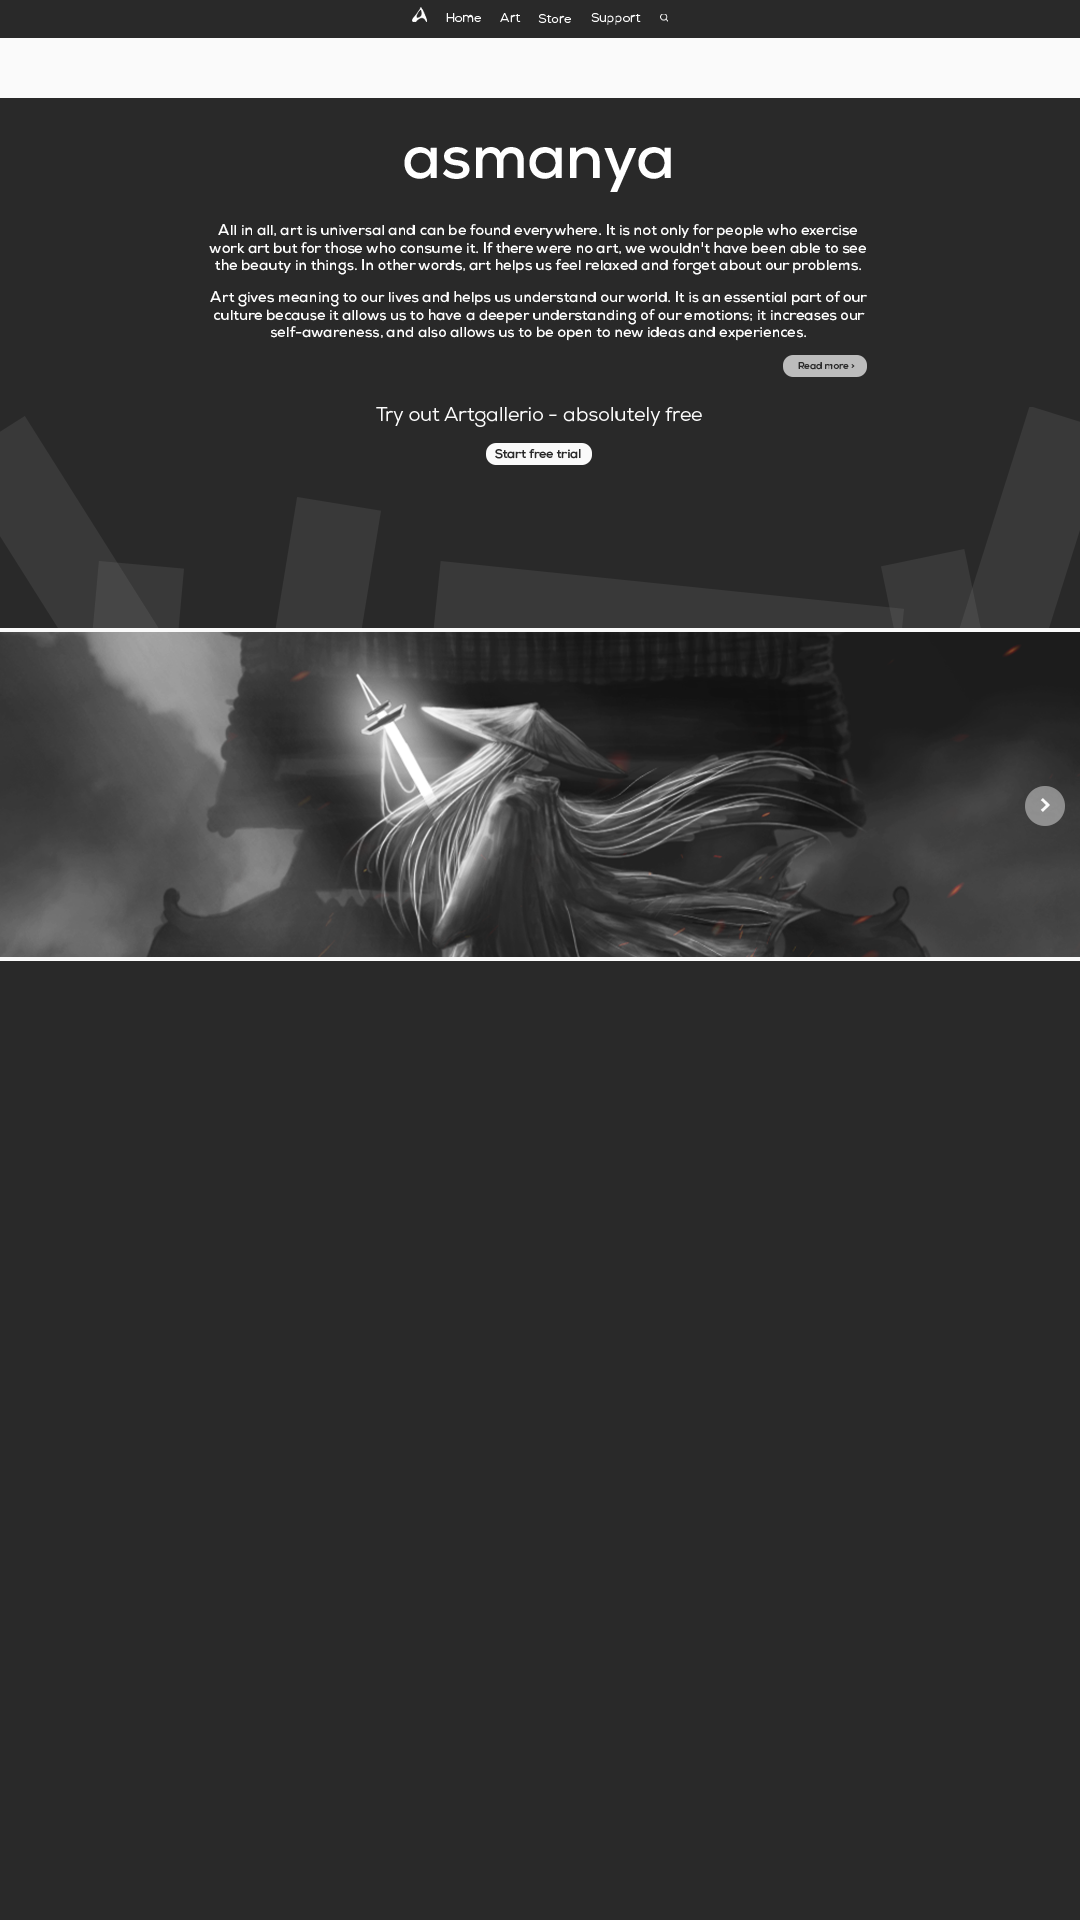 Home Art Store Support
asmanya
All in all, art is universal and can be found everywhere. It is not only for people who exercise
work art but for those who consume it. If there were no art, we wouldn't have been able to see
the beauty in things. In other words, art helps us feel relaxed and forget about our problems.
Art gives meaning to our lives and helps us understand our world. It is an essential part of our
culture because it allows us to have a deeper understanding of our emotions; it increases our
self-awareness, and also allows us to be open to new ideas and experiences.
Read more ›
Try out Artgallerio - absolutely free
Start free trial